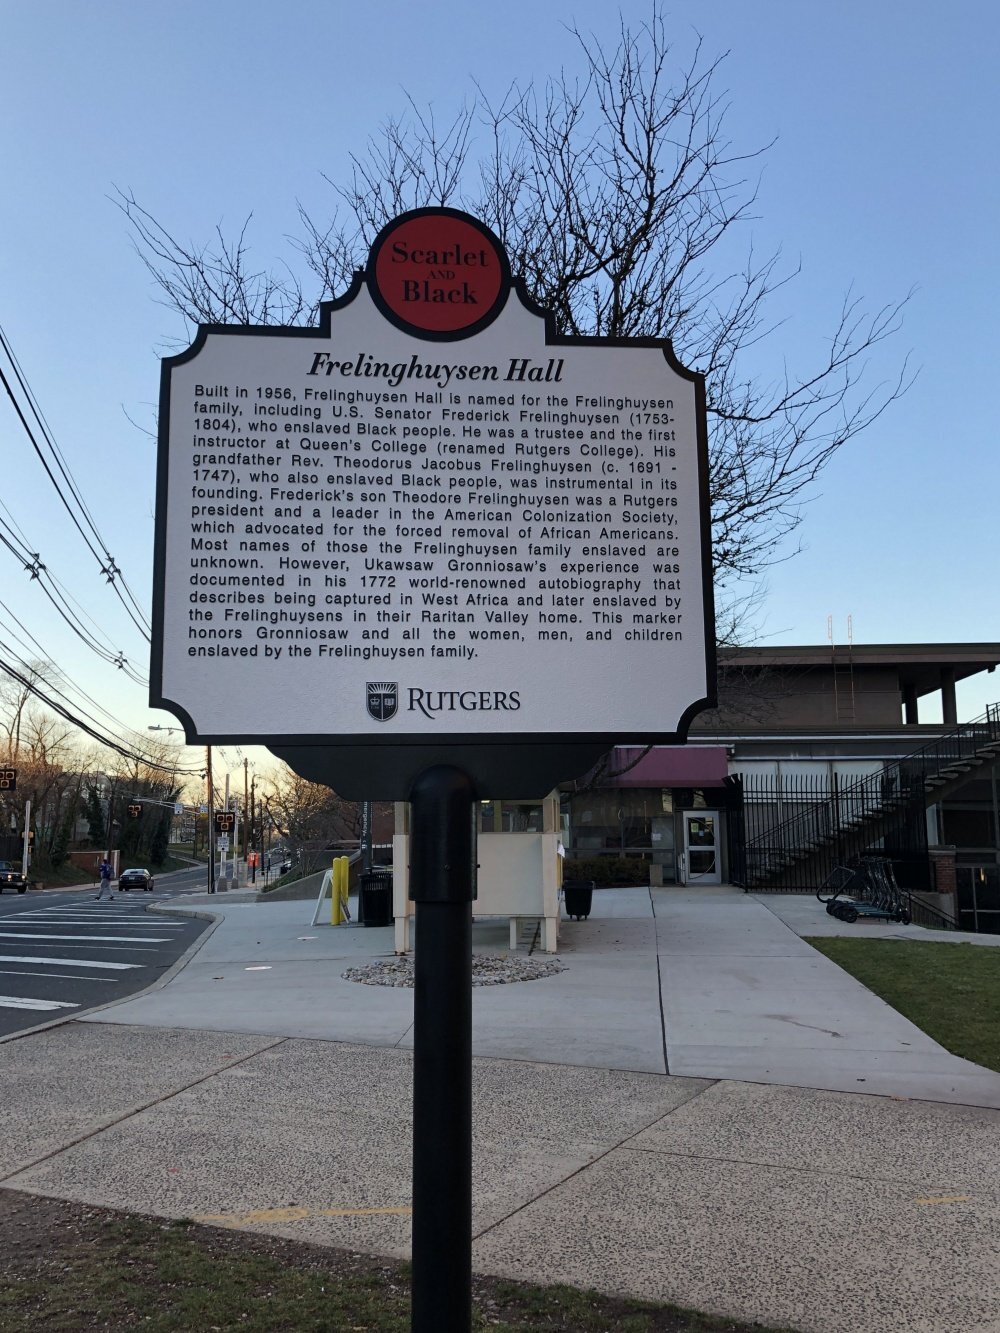 Scarlet
AND
Black
Frelinghuysen Hall
Built in 1956, Frelinghuysen Hall is named for the Frelinghuysen
family, including U.S. Senator Frederick Frelinghuysen (1753-
1804), who enslaved Black people. He was a trustee and the first
instructor at Queen's College (renamed Rutgers College). His
grandfather Rev. Theodorus Jacobus Frelinghuysen (c. 1691 -
1747), who also enslaved Black people, was instrumental in its
founding. Frederick's son Theodore Frelinghuysen was a Rutgers
president and a leader in the American Colonization Society,
which advocated for the forced removal of African Americans.
Most names of those the Frelinghuysen family enslaved are
unknown. However, Ukawsaw Gronniosaw's experience was
documented in his 1772 world-renowned autobiography that
describes being captured in West Africa and later enslaved by
the Frelinghuysens in their Raritan Valley home. This marker
honors Gronniosaw and all the women, men, and children
enslaved by the Frelinghuysen family.
RUTGERS